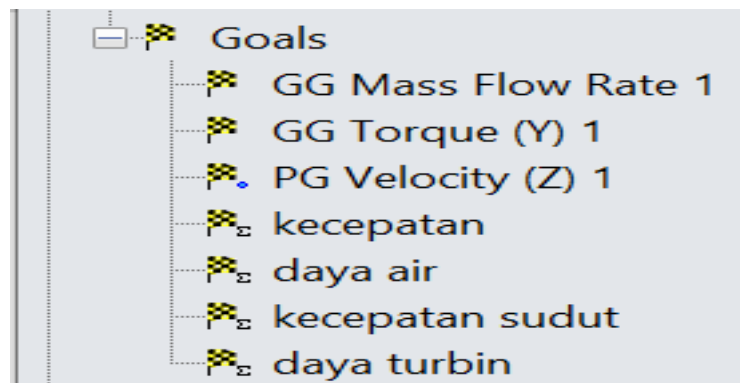 Goals
GG Mass Flow Rate 1
GG Torque (Y) 1
PG Velocity (Z) 1
kecepatan
daya air
kecepatan sudut
daya turbin